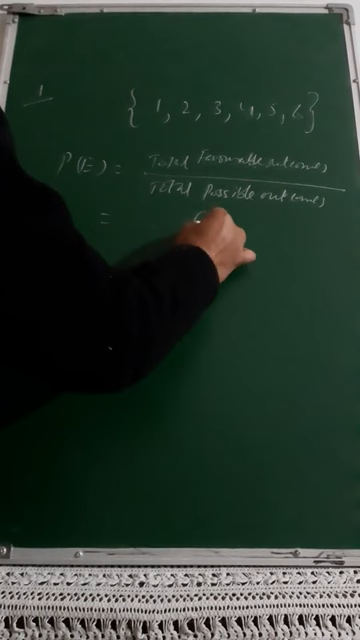 1
{ 1, 2, 3, 4, 5, 6 }
P(E) = Total Favourable outcomes
Total Possible outcomes
=